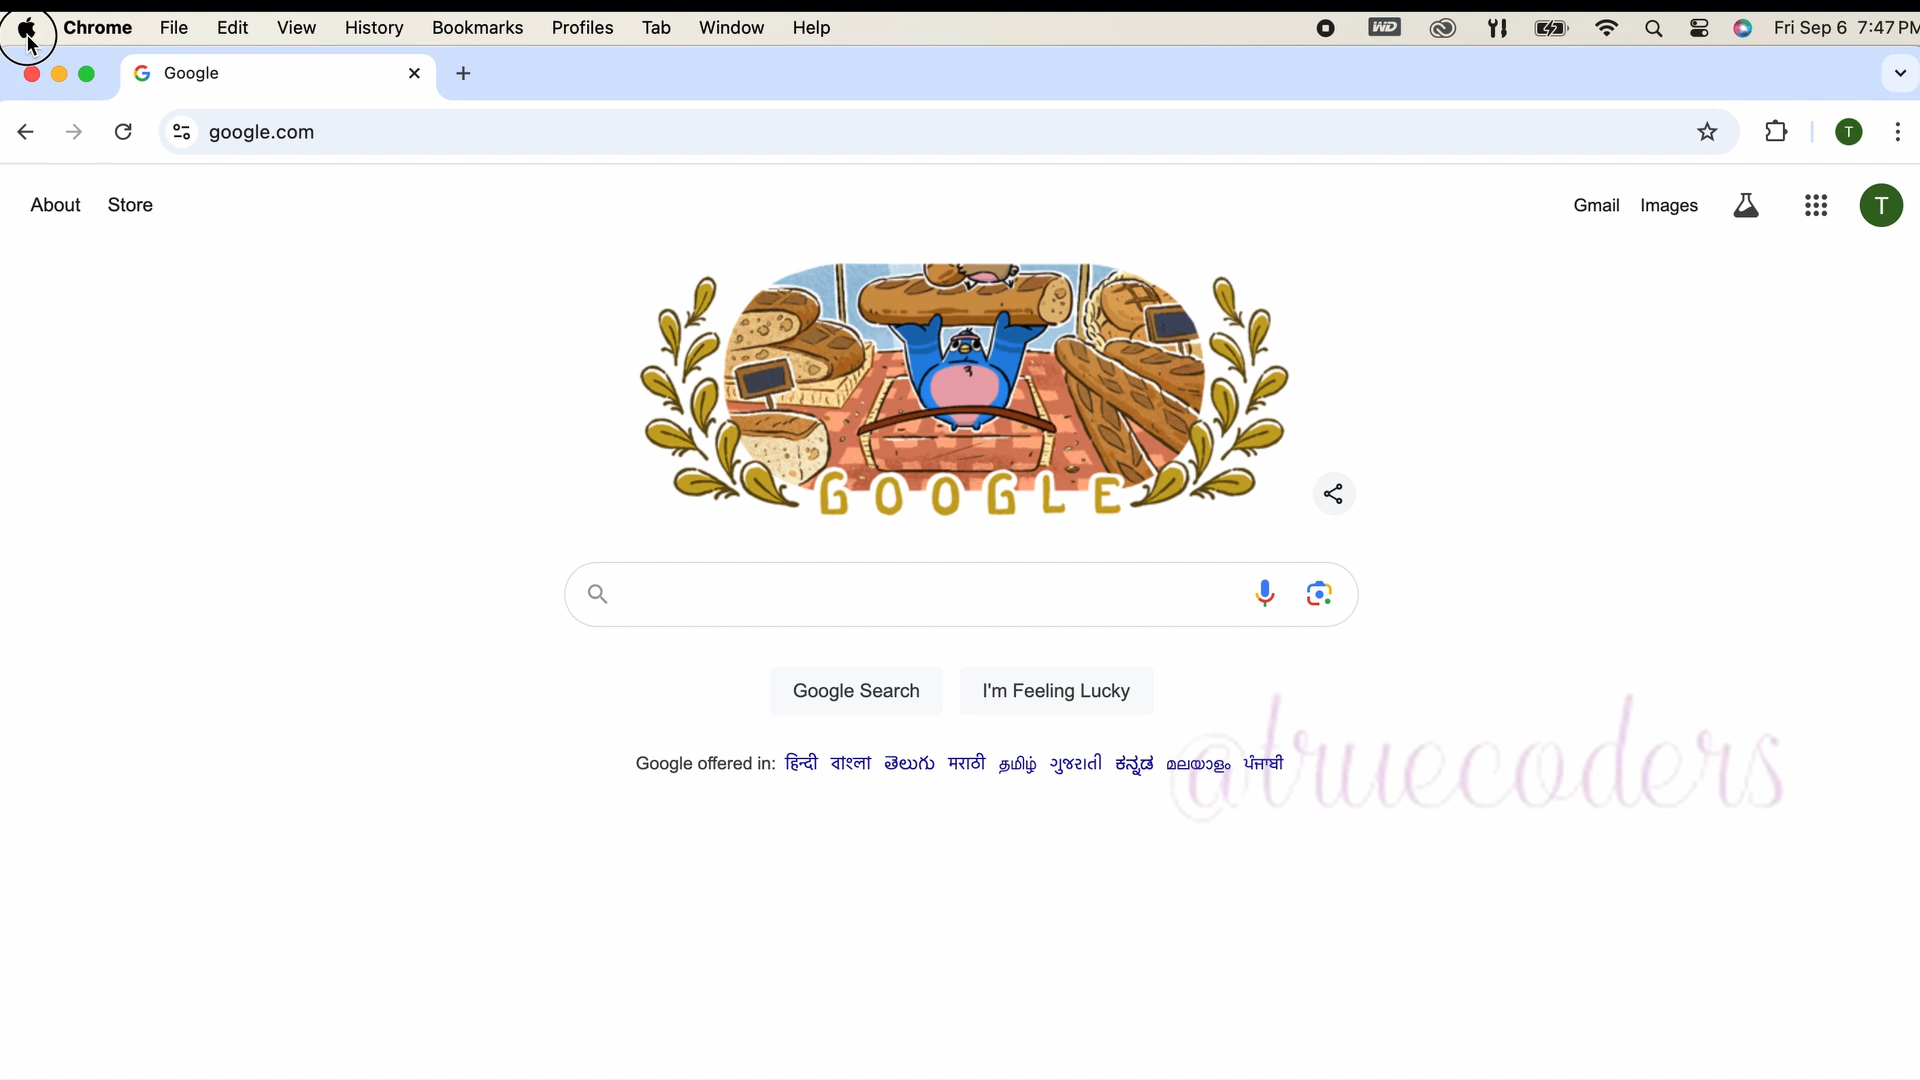 Chrome File Edit View History Bookmarks Profiles Tab Window Help WD Fri Sep 6 7:47 PM
Google
google.com T
About Store Gmail Images T
GOOGLE
Google Search I'm Feeling Lucky
Google offered in: हिन्दी বাংলা తెలుగు मराठी தமிழ் ગુજરાતી ಕನ್ನಡ മലയാളം ਪੰਜਾਬੀ
@truecoders